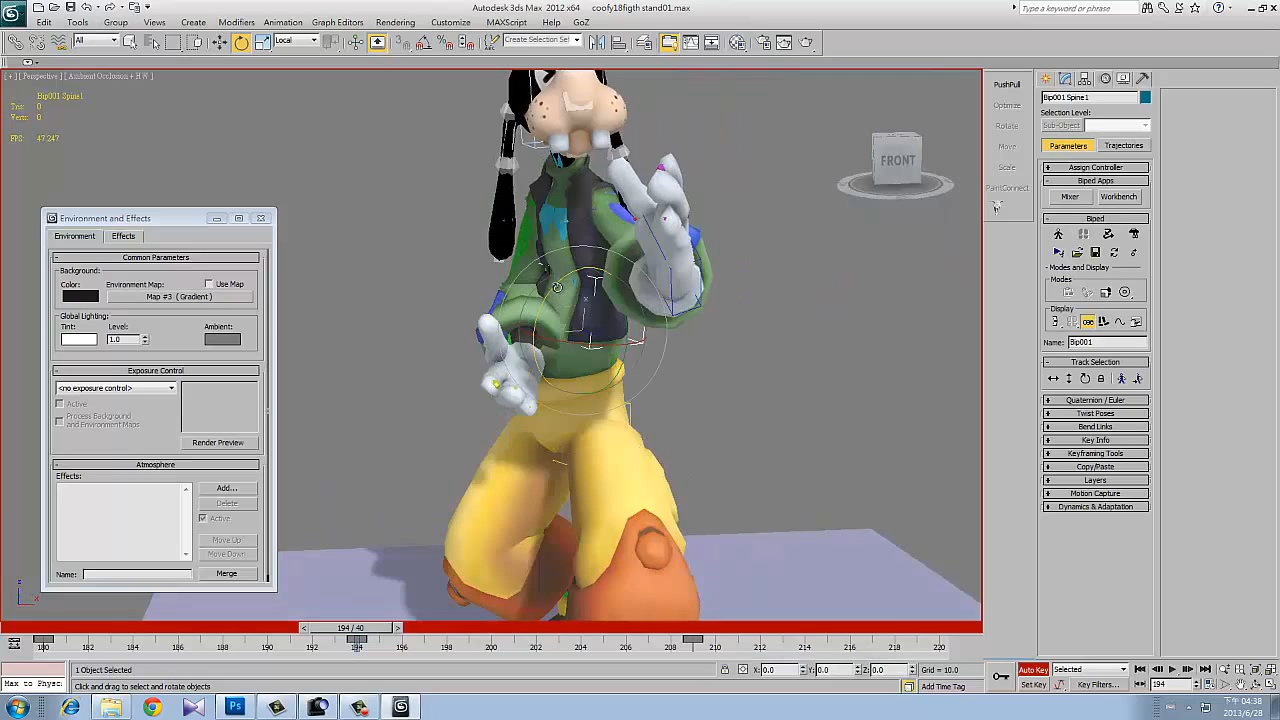 Autodesk 3ds Max 2012 x64 coofy18figth stand01.max
Type a keyword or phrase
Edit Tools Group Views Create Modifiers Animation Graph Editors Rendering Customize MAXScript Help GoZ
All Local Create Selection Se
[ + ] [ Perspective ] [ Ambient Occlusion + H W ]
Bip001 Spine1
Tris: 0
Verts: 0
FPS: 47.247
FRONT
PushPull
Optimize
Rotate
Move
Scale
PaintConnect
Bip001 Spine1
Selection Level:
Sub-Object
Parameters Trajectories
Assign Controller
Biped Apps
Mixer Workbench
Biped
Modes and Display
Modes
Display
Name: Bip001
Track Selection
Quaternion / Euler
Twist Poses
Bend Links
Key Info
Keyframing Tools
Copy/Paste
Layers
Motion Capture
Dynamics & Adaptation
Environment and Effects
Environment Effects
Common Parameters
Background:
Color: Environment Map: Use Map
Map #3 ( Gradient )
Global Lighting:
Tint: Level: Ambient:
1.0
Exposure Control
<no exposure control>
Active
Process Background
and Environment Maps
Render Preview
Atmosphere
Effects:
Add...
Delete
Active
Move Up
Move Down
Name: Merge
194 / 40
180 182 184 186 188 190 192 194 196 198 200 202 204 206 208 210 212 214 216 218 220
1 Object Selected X: 0.0 Y: 0.0 Z: 0.0 Grid = 10.0 Auto Key Selected
Max to Physc Click and drag to select and rotate objects Add Time Tag Set Key Key Filters... 194
下午 04:38
2013/6/28